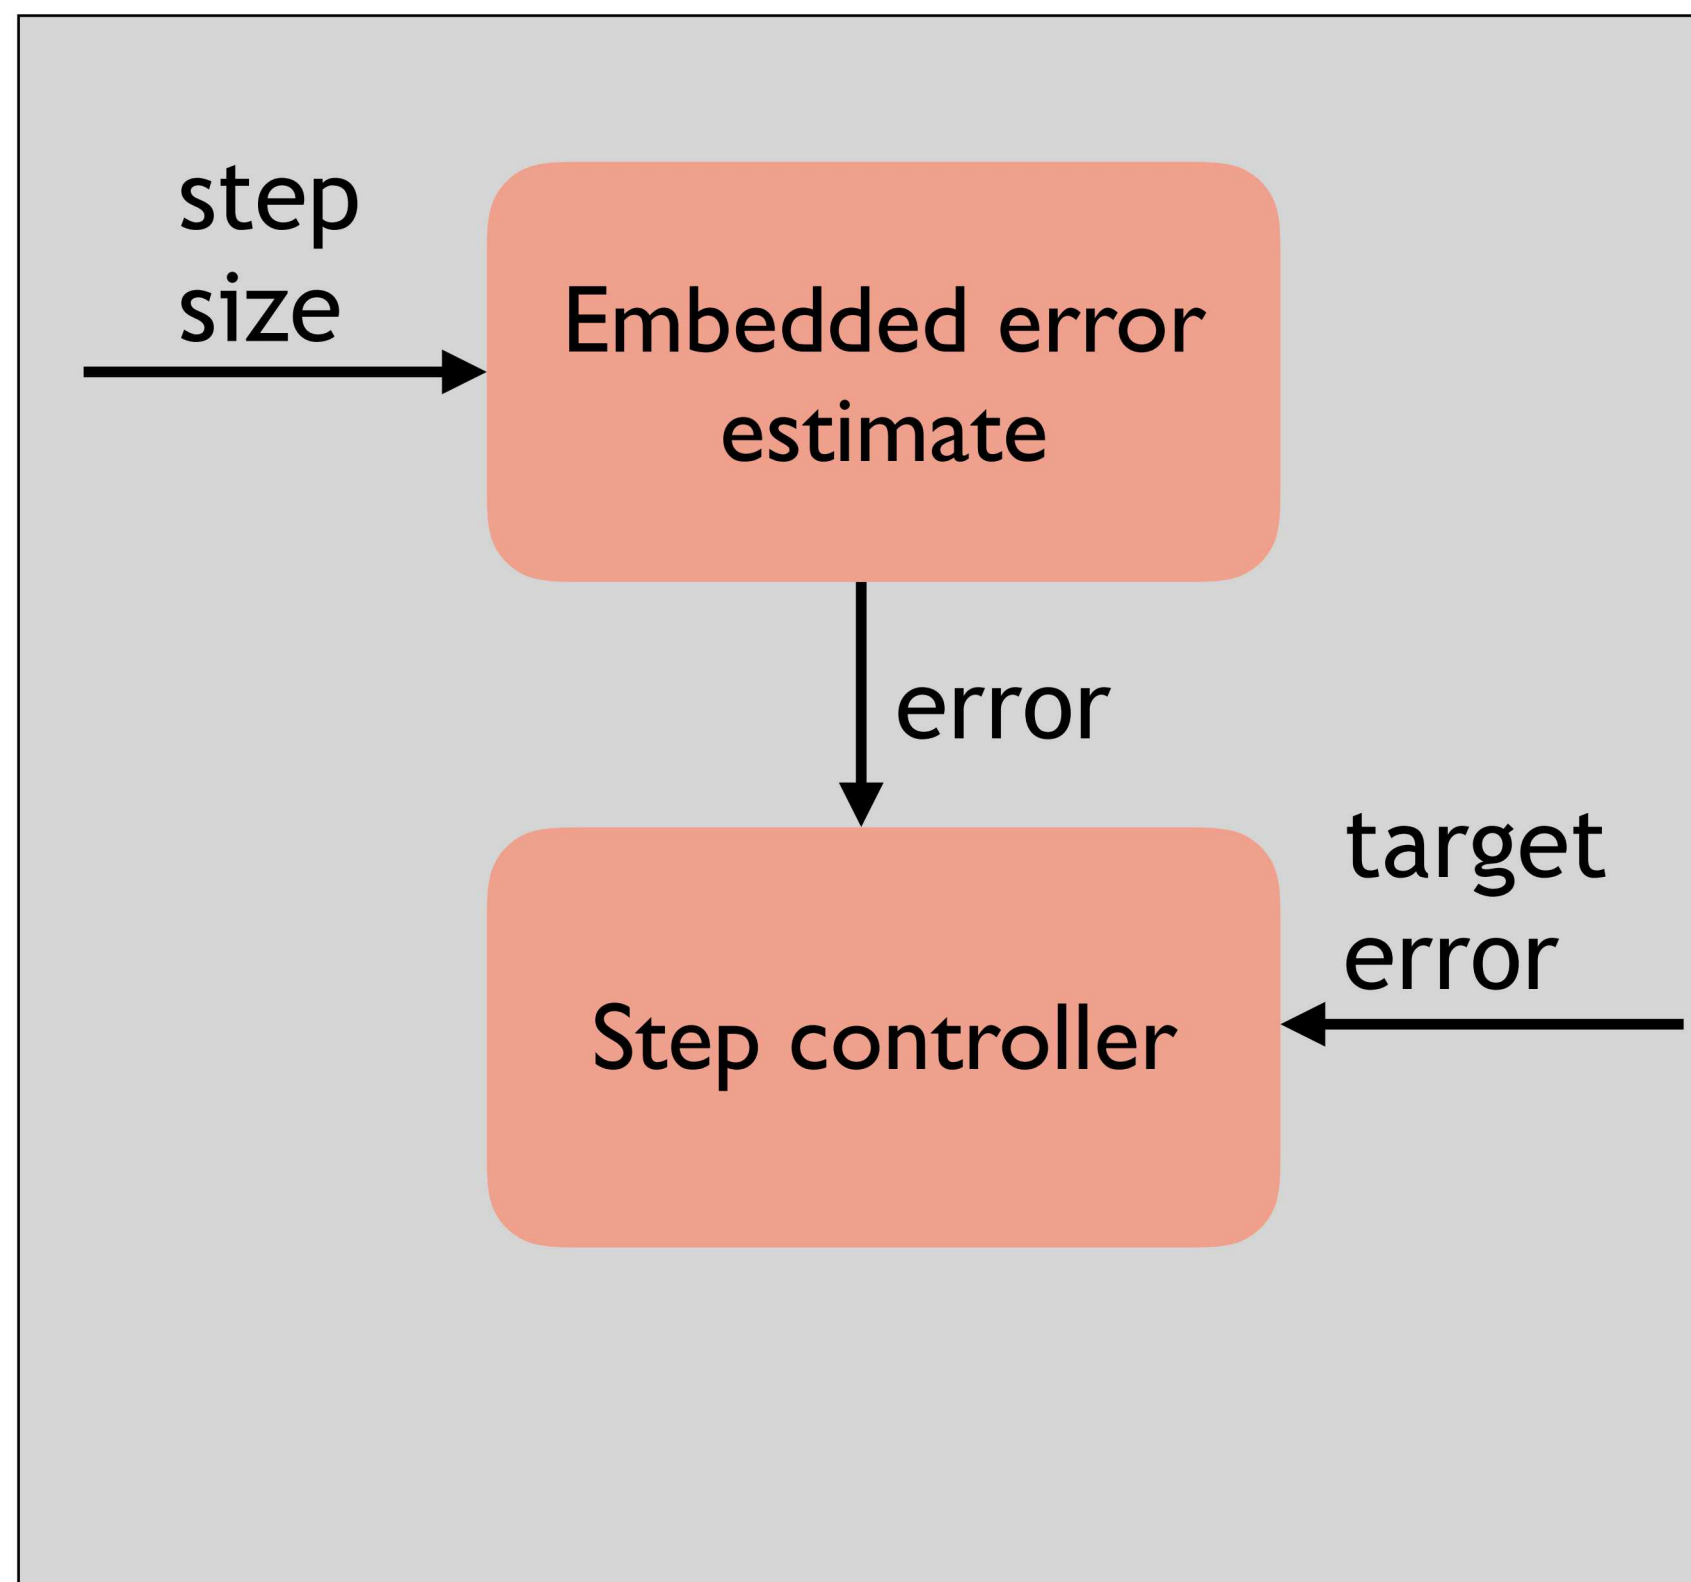 step
size
Embedded error
estimate
error
target
error
Step controller